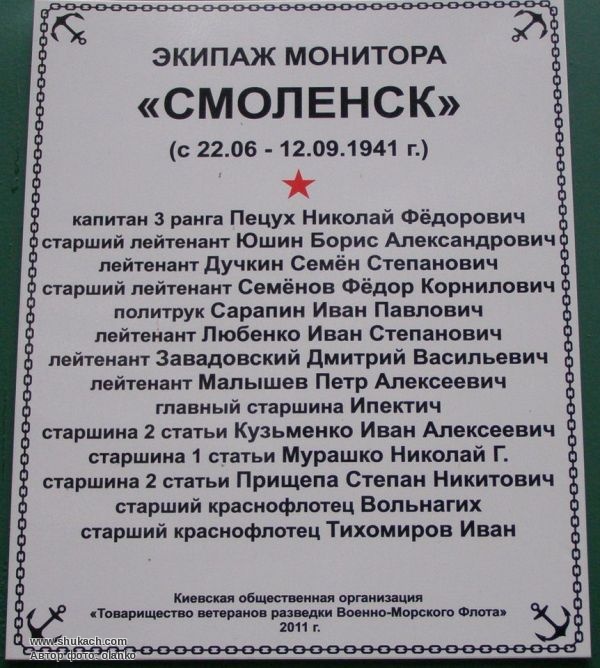 ЭКИПАЖ МОНИТОРА
«СМОЛЕНСК»
(с 22.06 - 12.09.1941 г.)
капитан 3 ранга Пецух Николай Фёдорович
старший лейтенант Юшин Борис Александрович
лейтенант Дучкин Семён Степанович
старший лейтенант Семёнов Фёдор Корнилович
политрук Сарапин Иван Павлович
лейтенант Любенко Иван Степанович
лейтенант Завадовский Дмитрий Васильевич
лейтенант Малышев Петр Алексеевич
главный старшина Ипектич
старшина 2 статьи Кузьменко Иван Алексеевич
старшина 1 статьи Мурашко Николай Г.
старшина 2 статьи Прищепа Степан Никитович
старший краснофлотец Вольнагих
старший краснофлотец Тихомиров Иван
Киевская общественная организация
«Товарищество ветеранов разведки Военно-Морского Флота»
2011 г.
www.shukach.com
Автор фото: olanko